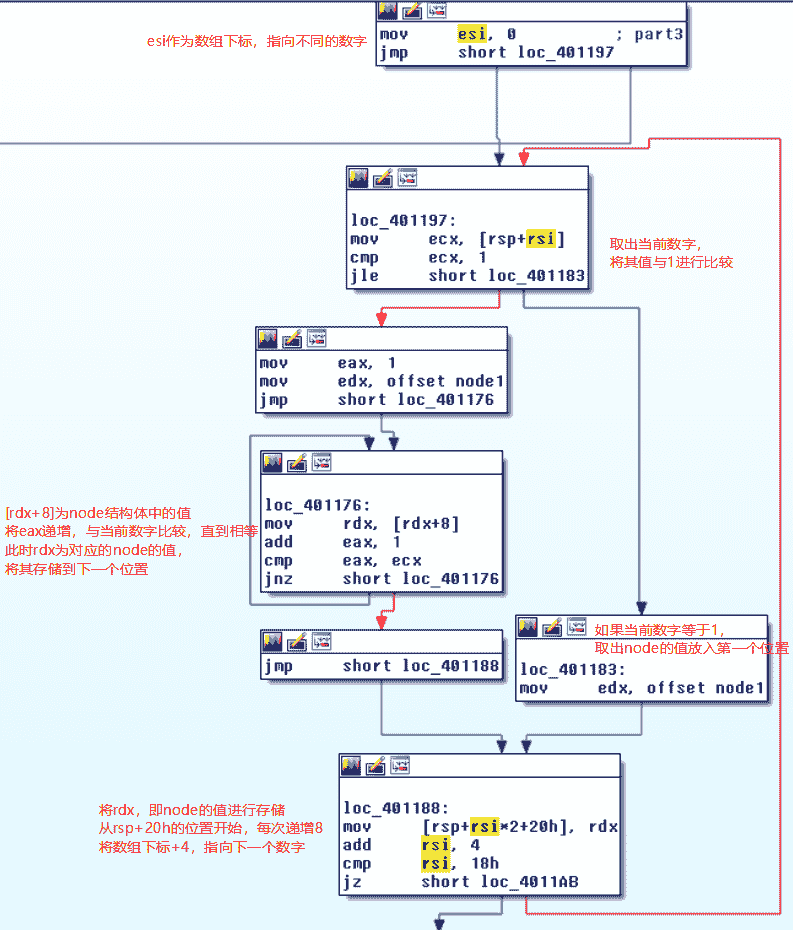 esi作为数组下标，指向不同的数字
mov esi, 0 ; part3
jmp short loc_401197
loc_401197:
mov ecx, [rsp+rsi]
cmp ecx, 1
jle short loc_401183
取出当前数字，
将其值与1进行比较
mov eax, 1
mov edx, offset node1
jmp short loc_401176
[rdx+8]为node结构体中的值
将eax递增，与当前数字比较，直到相等
此时rdx为对应的node的值，
将其存储到下一个位置
loc_401176:
mov rdx, [rdx+8]
add eax, 1
cmp eax, ecx
jnz short loc_401176
jmp short loc_401188
如果当前数字等于1，
取出node的值放入第一个位置
loc_401183:
mov edx, offset node1
将rdx，即node的值进行存储
从rsp+20h的位置开始，每次递增8
将数组下标+4，指向下一个数字
loc_401188:
mov [rsp+rsi*2+20h], rdx
add rsi, 4
cmp rsi, 18h
jz short loc_4011AB